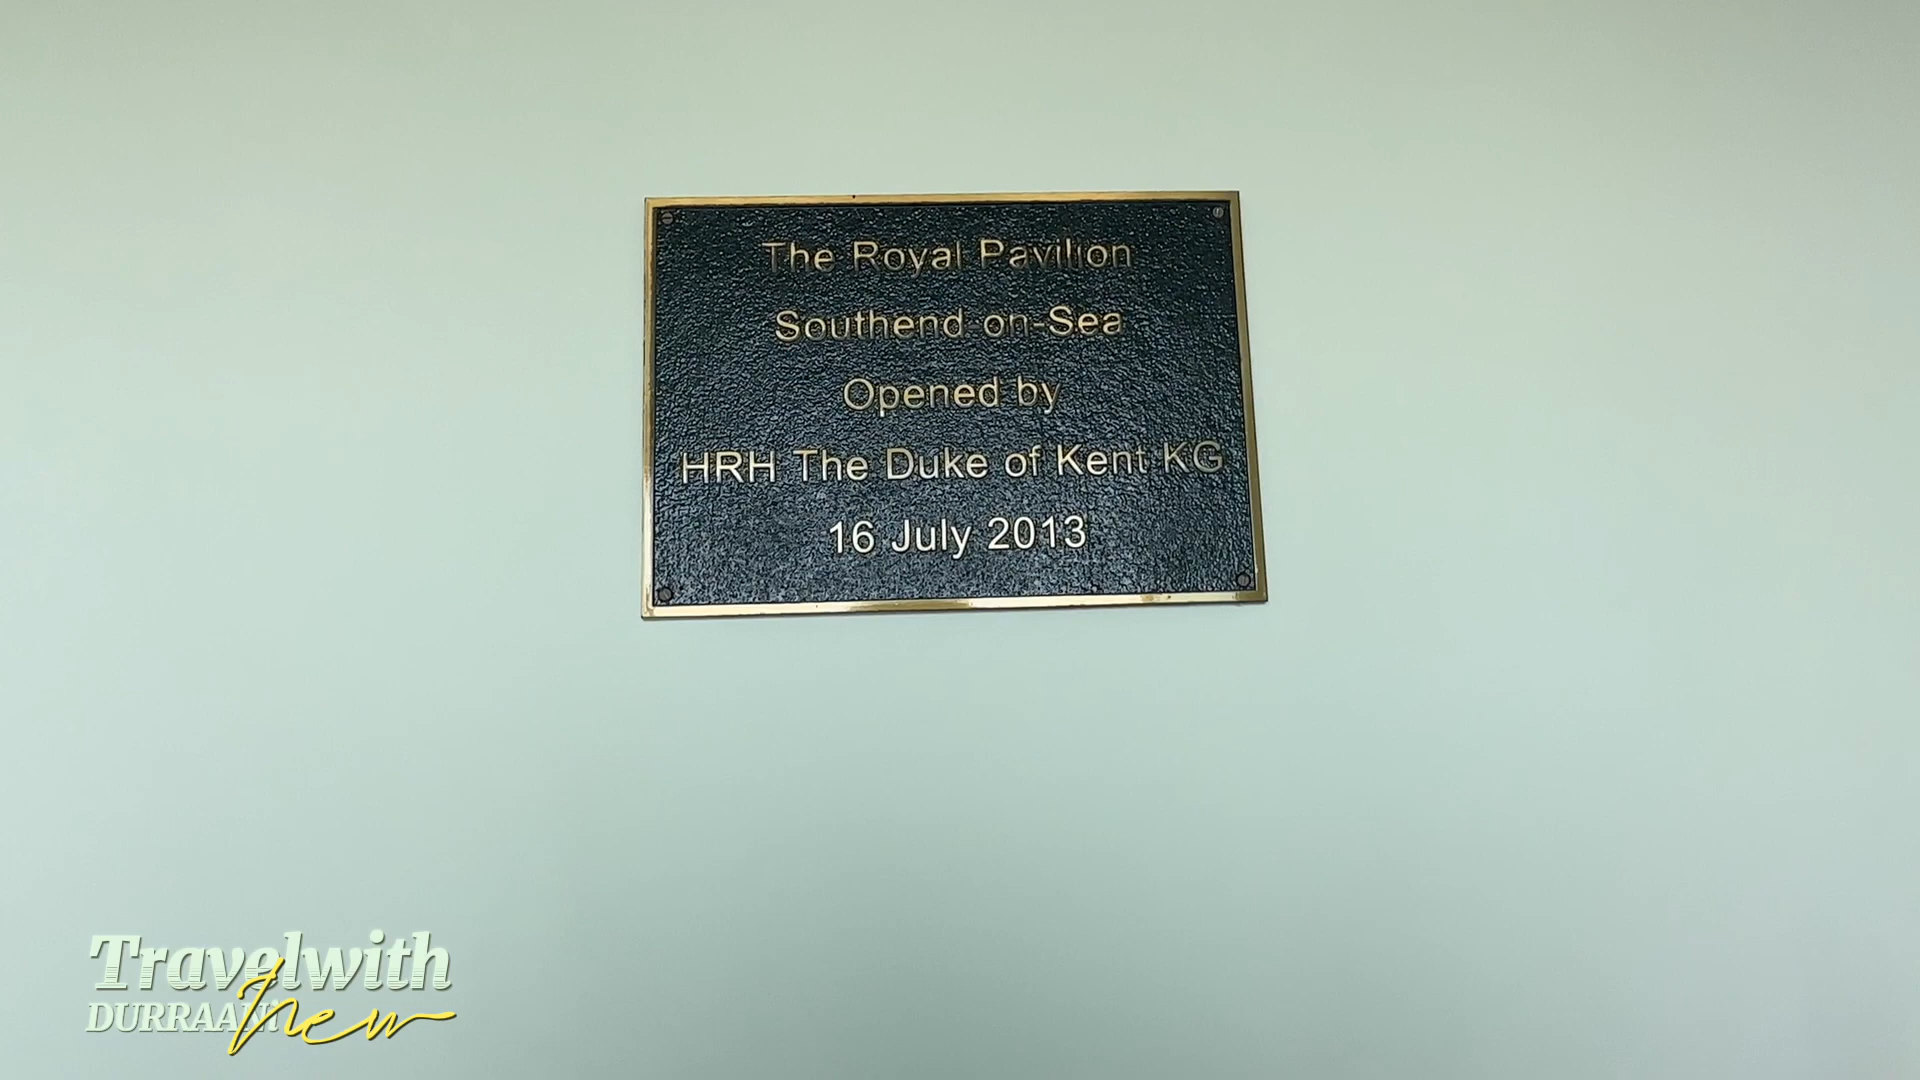 The Royal Pavilion
Southend on-Sea
Opened by
HRH The Duke of Kent KG
16 July 2013
Travelwith
DURRAANi
new